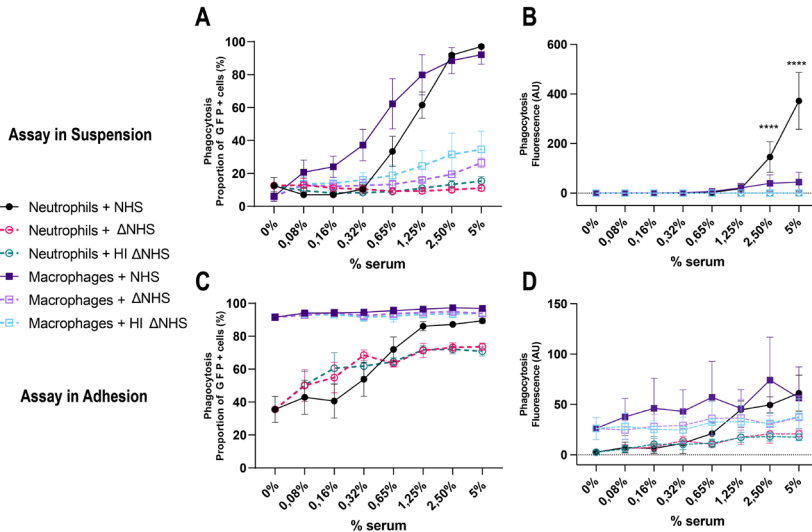 A
Phagocytosis
Proportion of G F P + cells (%)
100
80
60
40
20
0
0%
0,08%
0,16%
0,32%
0,65%
1,25%
2,50%
5%
% serum
B
Phagocytosis
Fluorescence (AU)
600
400
200
0
****
****
0%
0,08%
0,16%
0,32%
0,65%
1,25%
2,50%
5%
% serum
Assay in Suspension
Neutrophils + NHS
Neutrophils + ΔNHS
Neutrophils + HI ΔNHS
Macrophages + NHS
Macrophages + ΔNHS
Macrophages + HI ΔNHS
Assay in Adhesion
C
Phagocytosis
Proportion of G F P + cells (%)
100
80
60
40
20
0
0%
0,08%
0,16%
0,32%
0,65%
1,25%
2,50%
5%
% serum
D
Phagocytosis
Fluorescence (AU)
150
100
50
0
0%
0,08%
0,16%
0,32%
0,65%
1,25%
2,50%
5%
% serum